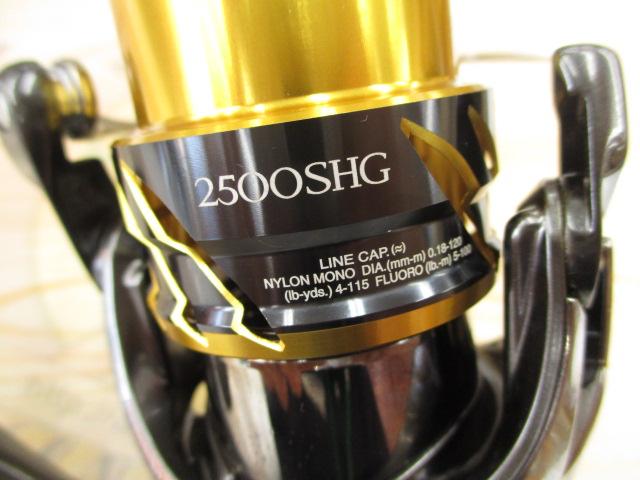 2500SHG
LINE CAP.(≈)
NYLON MONO DIA.(mm-m) 0.18-120
(lb-yds.) 4-115 FLUORO (lb.-m) 5-100